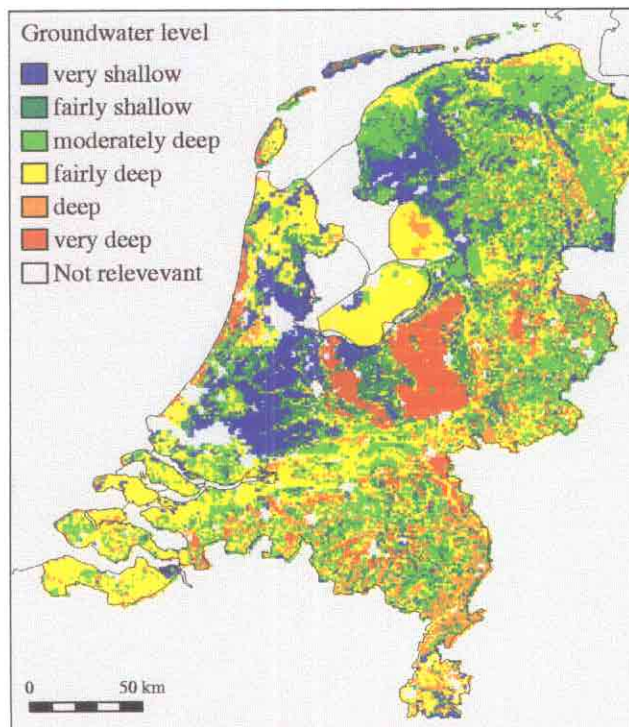 Groundwater level
very shallow
fairly shallow
moderately deep
fairly deep
deep
very deep
Not relevevant
0 50 km